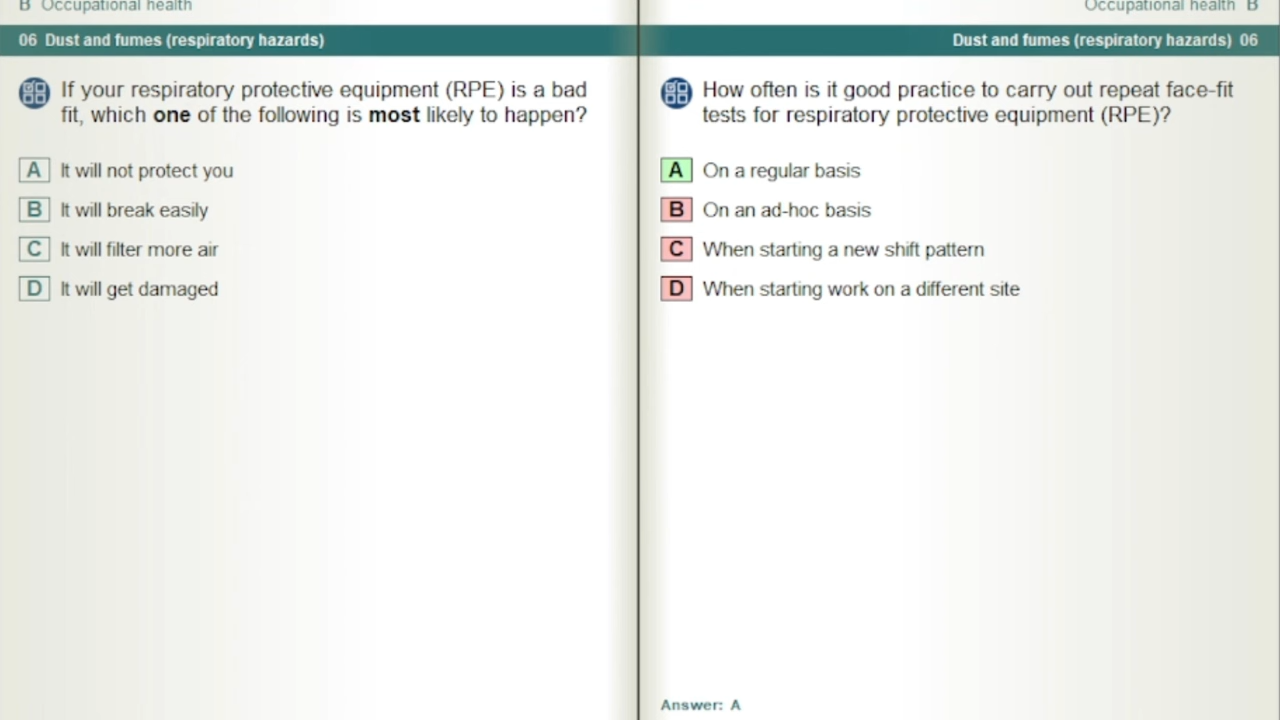 B Occupational health
06 Dust and fumes (respiratory hazards)
If your respiratory protective equipment (RPE) is a bad
fit, which one of the following is most likely to happen?
A It will not protect you
B It will break easily
C It will filter more air
D It will get damaged
Occupational health B
Dust and fumes (respiratory hazards) 06
How often is it good practice to carry out repeat face-fit
tests for respiratory protective equipment (RPE)?
A On a regular basis
B On an ad-hoc basis
C When starting a new shift pattern
D When starting work on a different site
Answer: A